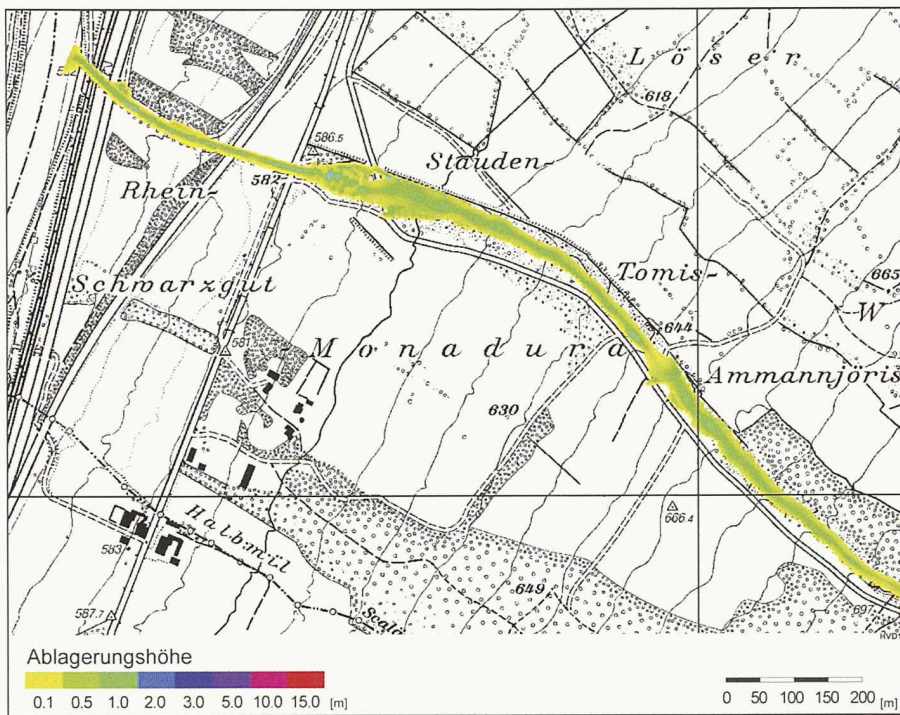 Löser
618
586.5
Stauden-
582
Rhein-
Tomis-
665
Schwarzgut
W
644
581
Monadura
Ammannjöris
630
666.4
Halbmil
583
649
587.7
Scalä
697
Ablagerungshöhe
0.1 0.5 1.0 2.0 3.0 5.0 10.0 15.0 [m]
0 50 100 150 200 [m]